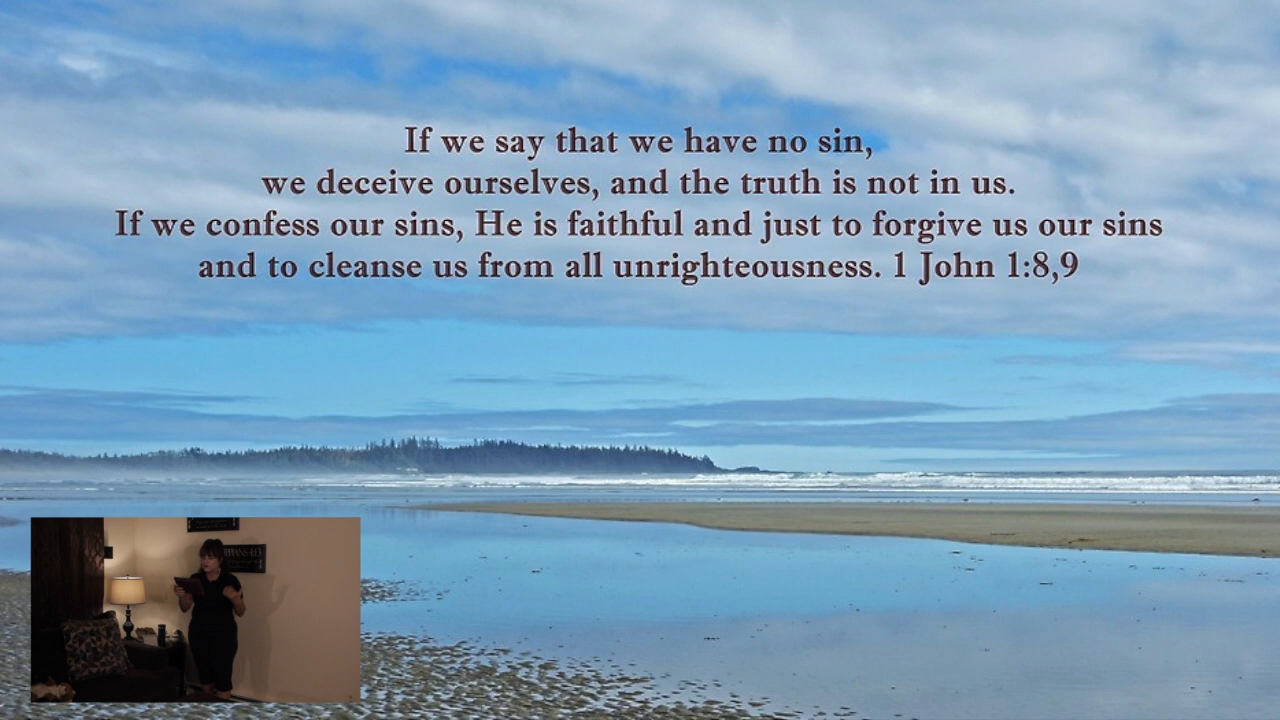 If we say that we have no sin,
we deceive ourselves, and the truth is not in us.
If we confess our sins, He is faithful and just to forgive us our sins
and to cleanse us from all unrighteousness. 1 John 1:8,9